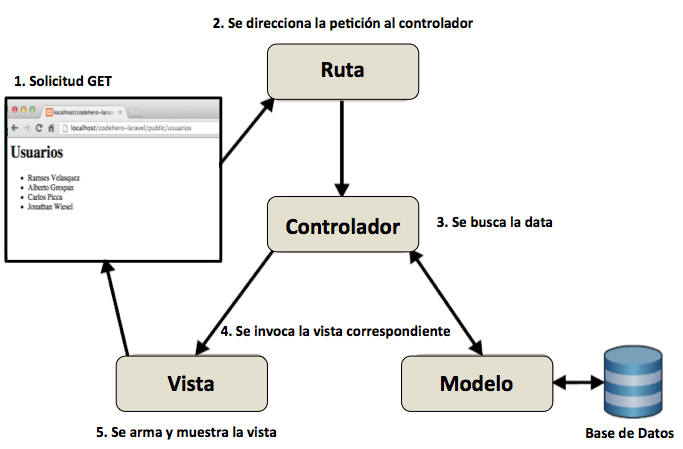 2. Se direcciona la petición al controlador
Ruta
1. Solicitud GET
localhost/codehero-larav
localhost/codehero-laravel/public/usuarios
Usuarios
Ramses Velasquez
Alberto Grespan
Carlos Picca
Jonathan Wiesel
Controlador
3. Se busca la data
4. Se invoca la vista correspondiente
Vista
Modelo
5. Se arma y muestra la vista
Base de Datos